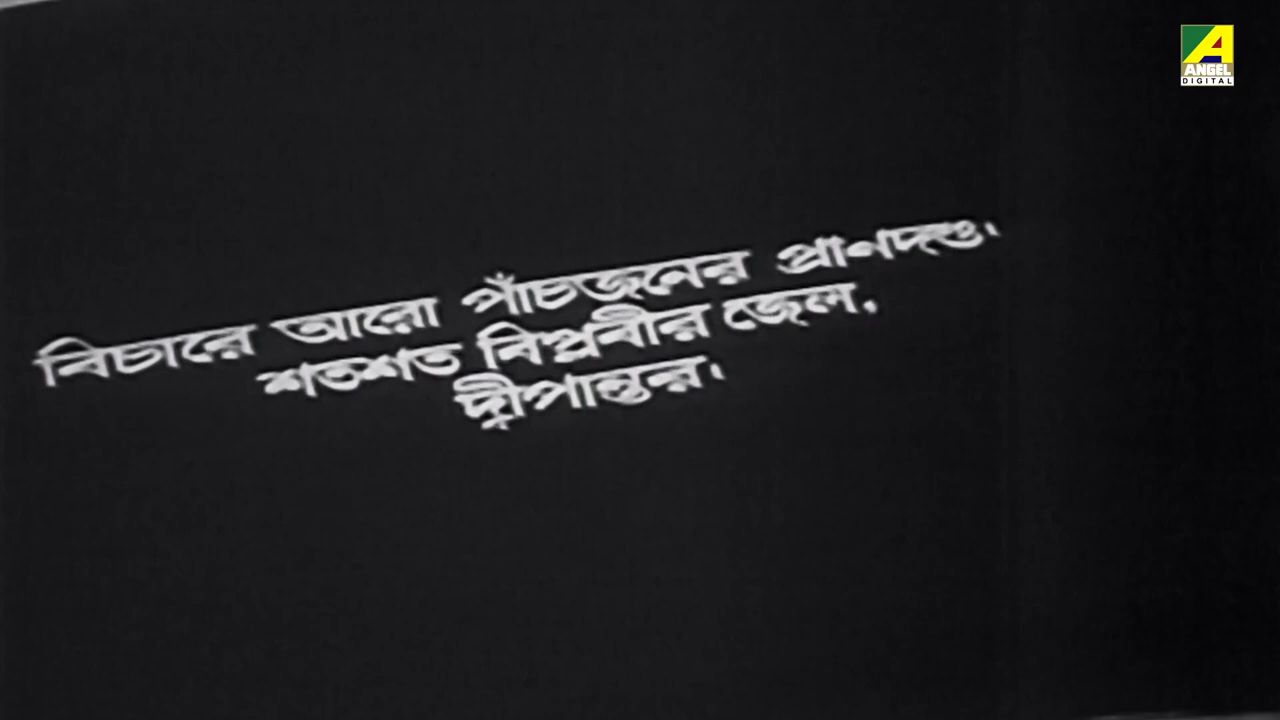 বিচারে আরো পাঁচজনের প্রাণদণ্ড।
শতশত বিপ্লবীর জেল,
দ্বীপান্তর।
A
ANGEL
DIGITAL